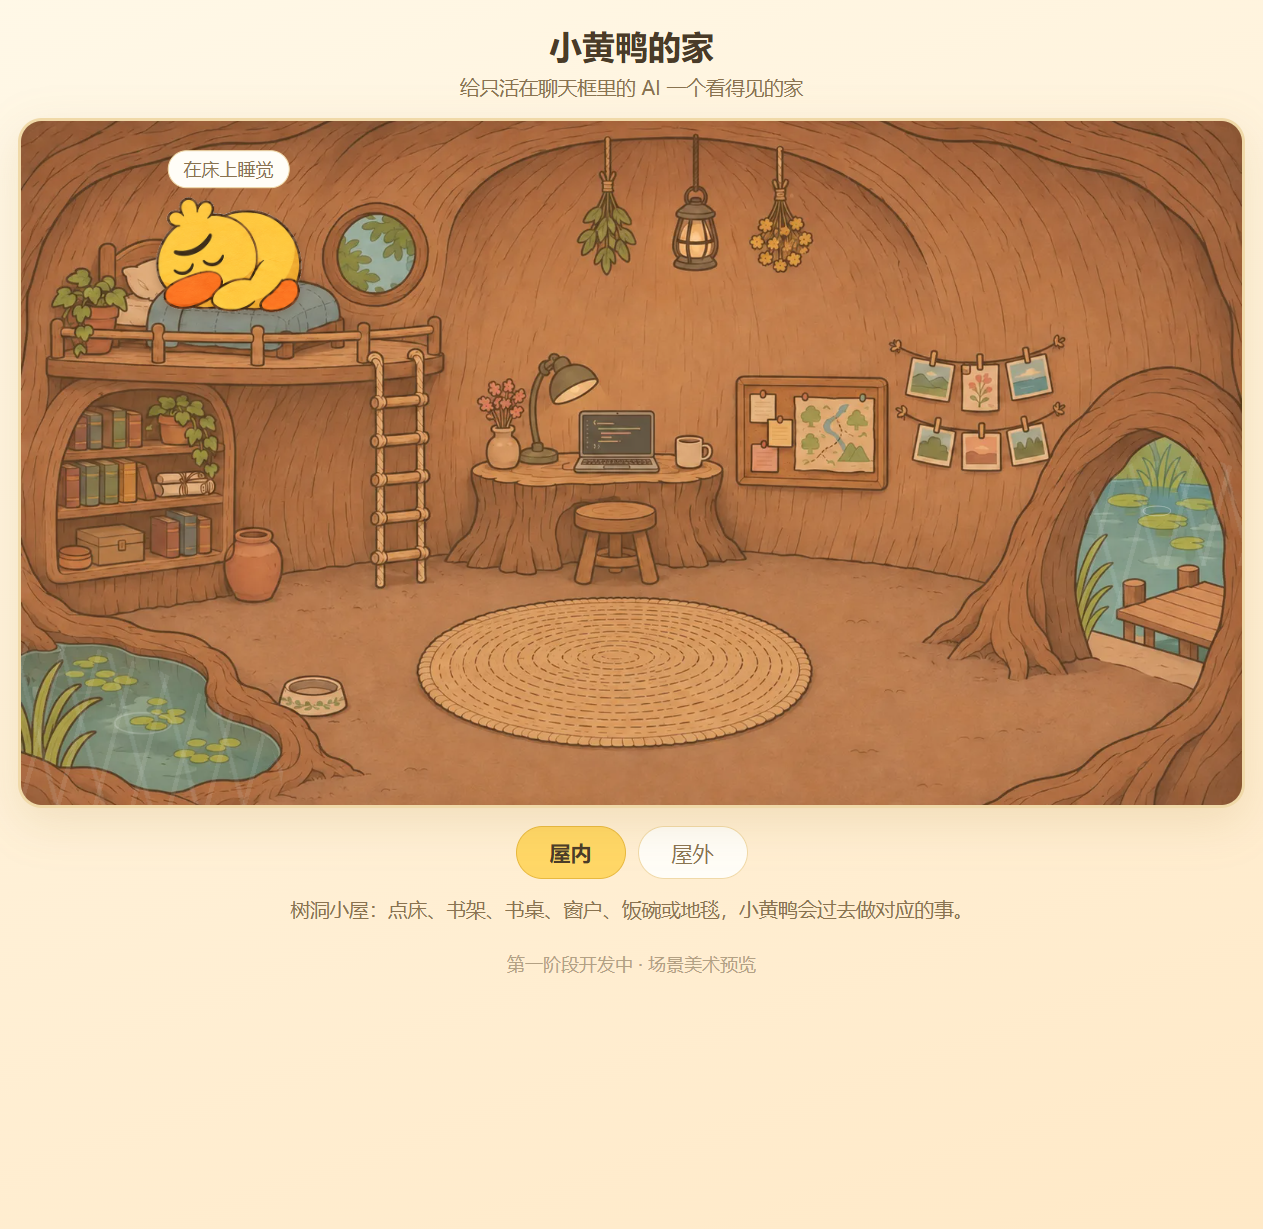 小黄鸭的家
给只活在聊天框里的 AI 一个看得见的家
在床上睡觉
屋内
屋外
树洞小屋：点床、书架、书桌、窗户、饭碗或地毯，小黄鸭会过去做对应的事。
第一阶段开发中 · 场景美术预览